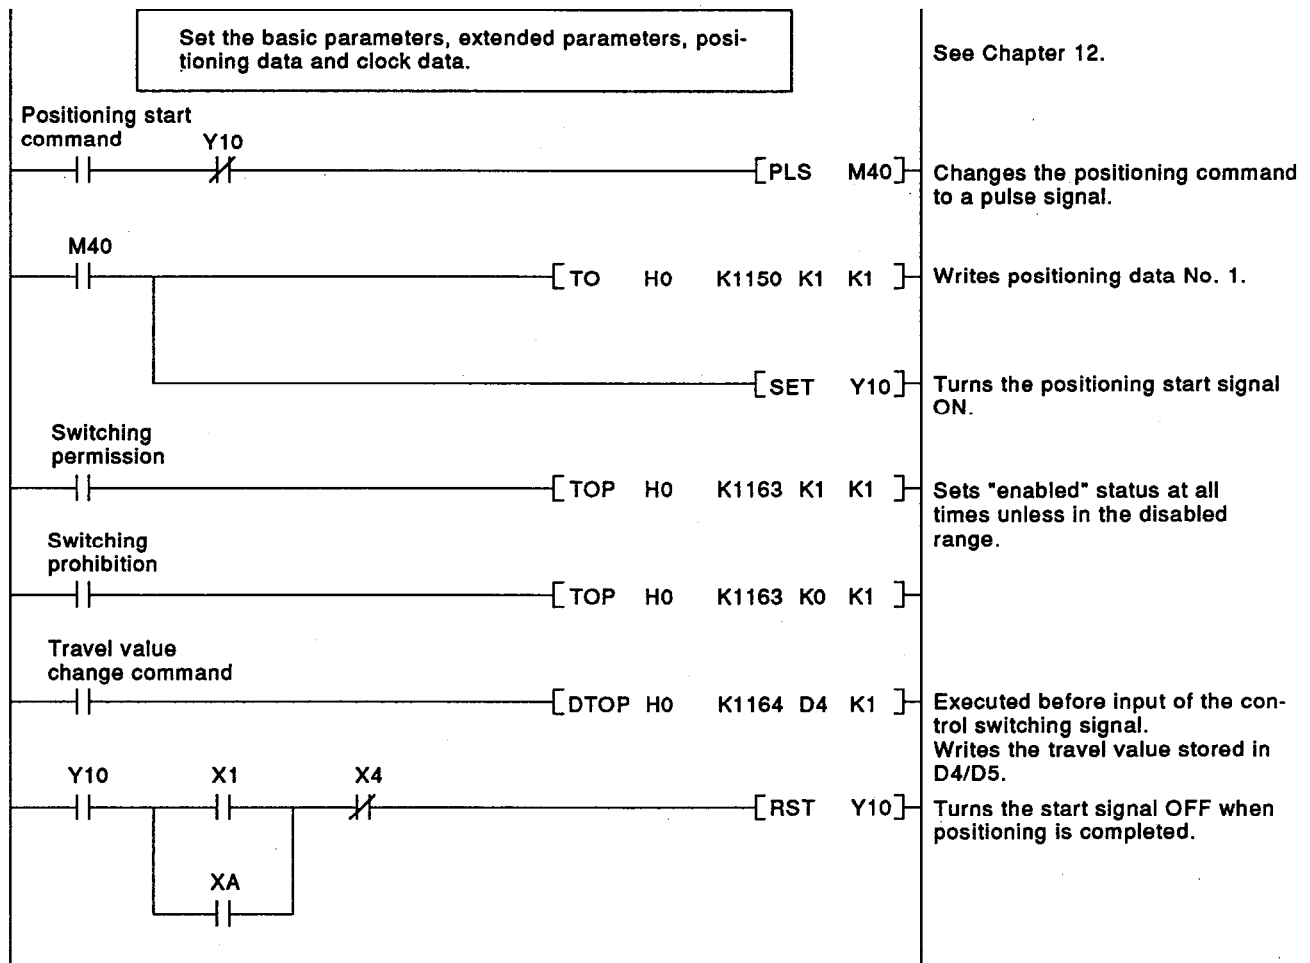 Set the basic parameters, extended parameters, posi-
tioning data and clock data.
See Chapter 12.
Positioning start
command
Y10
PLS M40
Changes the positioning command
to a pulse signal.
M40
TO H0 K1150 K1 K1
Writes positioning data No. 1.
SET Y10
Turns the positioning start signal
ON.
Switching
permission
TOP H0 K1163 K1 K1
Sets "enabled" status at all
times unless in the disabled
range.
Switching
prohibition
TOP H0 K1163 K0 K1
Travel value
change command
DTOP H0 K1164 D4 K1
Executed before input of the con-
trol switching signal.
Writes the travel value stored in
D4/D5.
Y10 X1 X4
RST Y10
Turns the start signal OFF when
positioning is completed.
XA